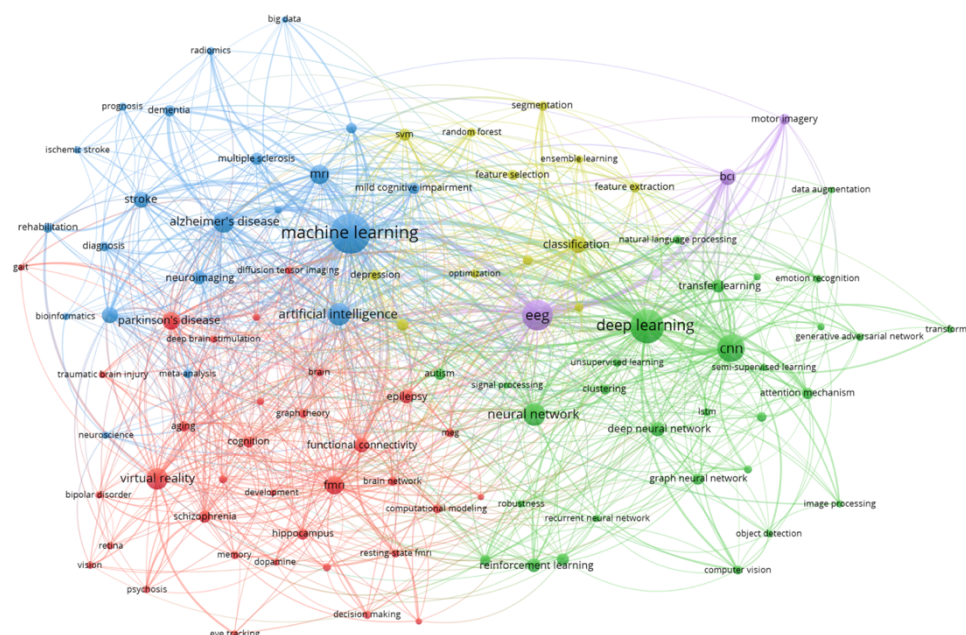 big data
radiomics
prognosis
dementia
segmentation
motor imagery
svm
random forest
ischemic stroke
multiple sclerosis
ensemble learning
mri
feature selection
bci
mild cognitive impairment
feature extraction
data augmentation
stroke
alzheimer's disease
rehabilitation
machine learning
diagnosis
classification
natural language processing
gait
diffusion tensor imaging
neuroimaging
depression
optimization
transfer learning
emotion recognition
bioinformatics
parkinson's disease
artificial intelligence
eeg
deep learning
transform
generative adversarial network
deep brain stimulation
cnn
unsupervised learning
semi-supervised learning
traumatic brain injury
meta-analysis
brain
autism
signal processing
clustering
attention mechanism
epilepsy
graph theory
neural network
lstm
neuroscience
aging
cognition
functional connectivity
meg
deep neural network
virtual reality
fmri
brain network
graph neural network
bipolar disorder
development
computational modeling
robustness
image processing
schizophrenia
recurrent neural network
hippocampus
object detection
retina
vision
memory
dopamine
resting-state fmri
reinforcement learning
computer vision
psychosis
decision making
eye tracking